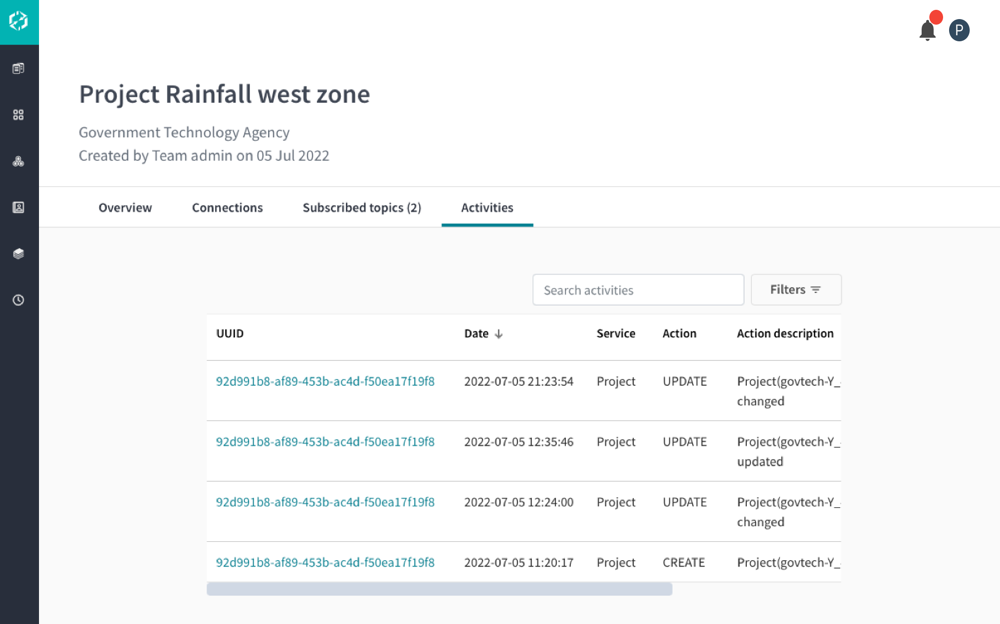 P
Project Rainfall west zone
Government Technology Agency
Created by Team admin on 05 Jul 2022
Overview Connections Subscribed topics (2) Activities
Search activities Filters
UUID Date Service Action Action description
92d991b8-af89-453b-ac4d-f50ea17f19f8 2022-07-05 21:23:54 Project UPDATE Project(govtech-Y_
changed
92d991b8-af89-453b-ac4d-f50ea17f19f8 2022-07-05 12:35:46 Project UPDATE Project(govtech-Y_
updated
92d991b8-af89-453b-ac4d-f50ea17f19f8 2022-07-05 12:24:00 Project UPDATE Project(govtech-Y_
changed
92d991b8-af89-453b-ac4d-f50ea17f19f8 2022-07-05 11:20:17 Project CREATE Project(govtech-Y_